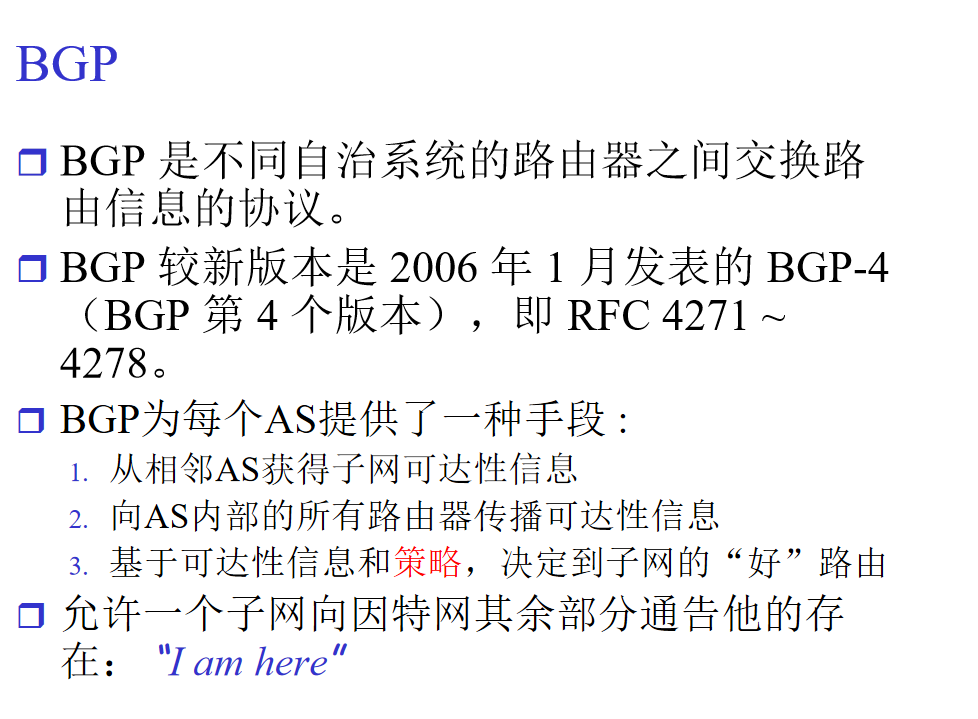 BGP
BGP 是不同自治系统的路由器之间交换路
由信息的协议。
BGP 较新版本是 2006 年 1 月发表的 BGP-4
（BGP 第 4 个版本），即 RFC 4271 ~
4278。
BGP为每个AS提供了一种手段：
1. 从相邻AS获得子网可达性信息
2. 向AS内部的所有路由器传播可达性信息
3. 基于可达性信息和策略，决定到子网的“好”路由
允许一个子网向因特网其余部分通告他的存
在： “I am here”